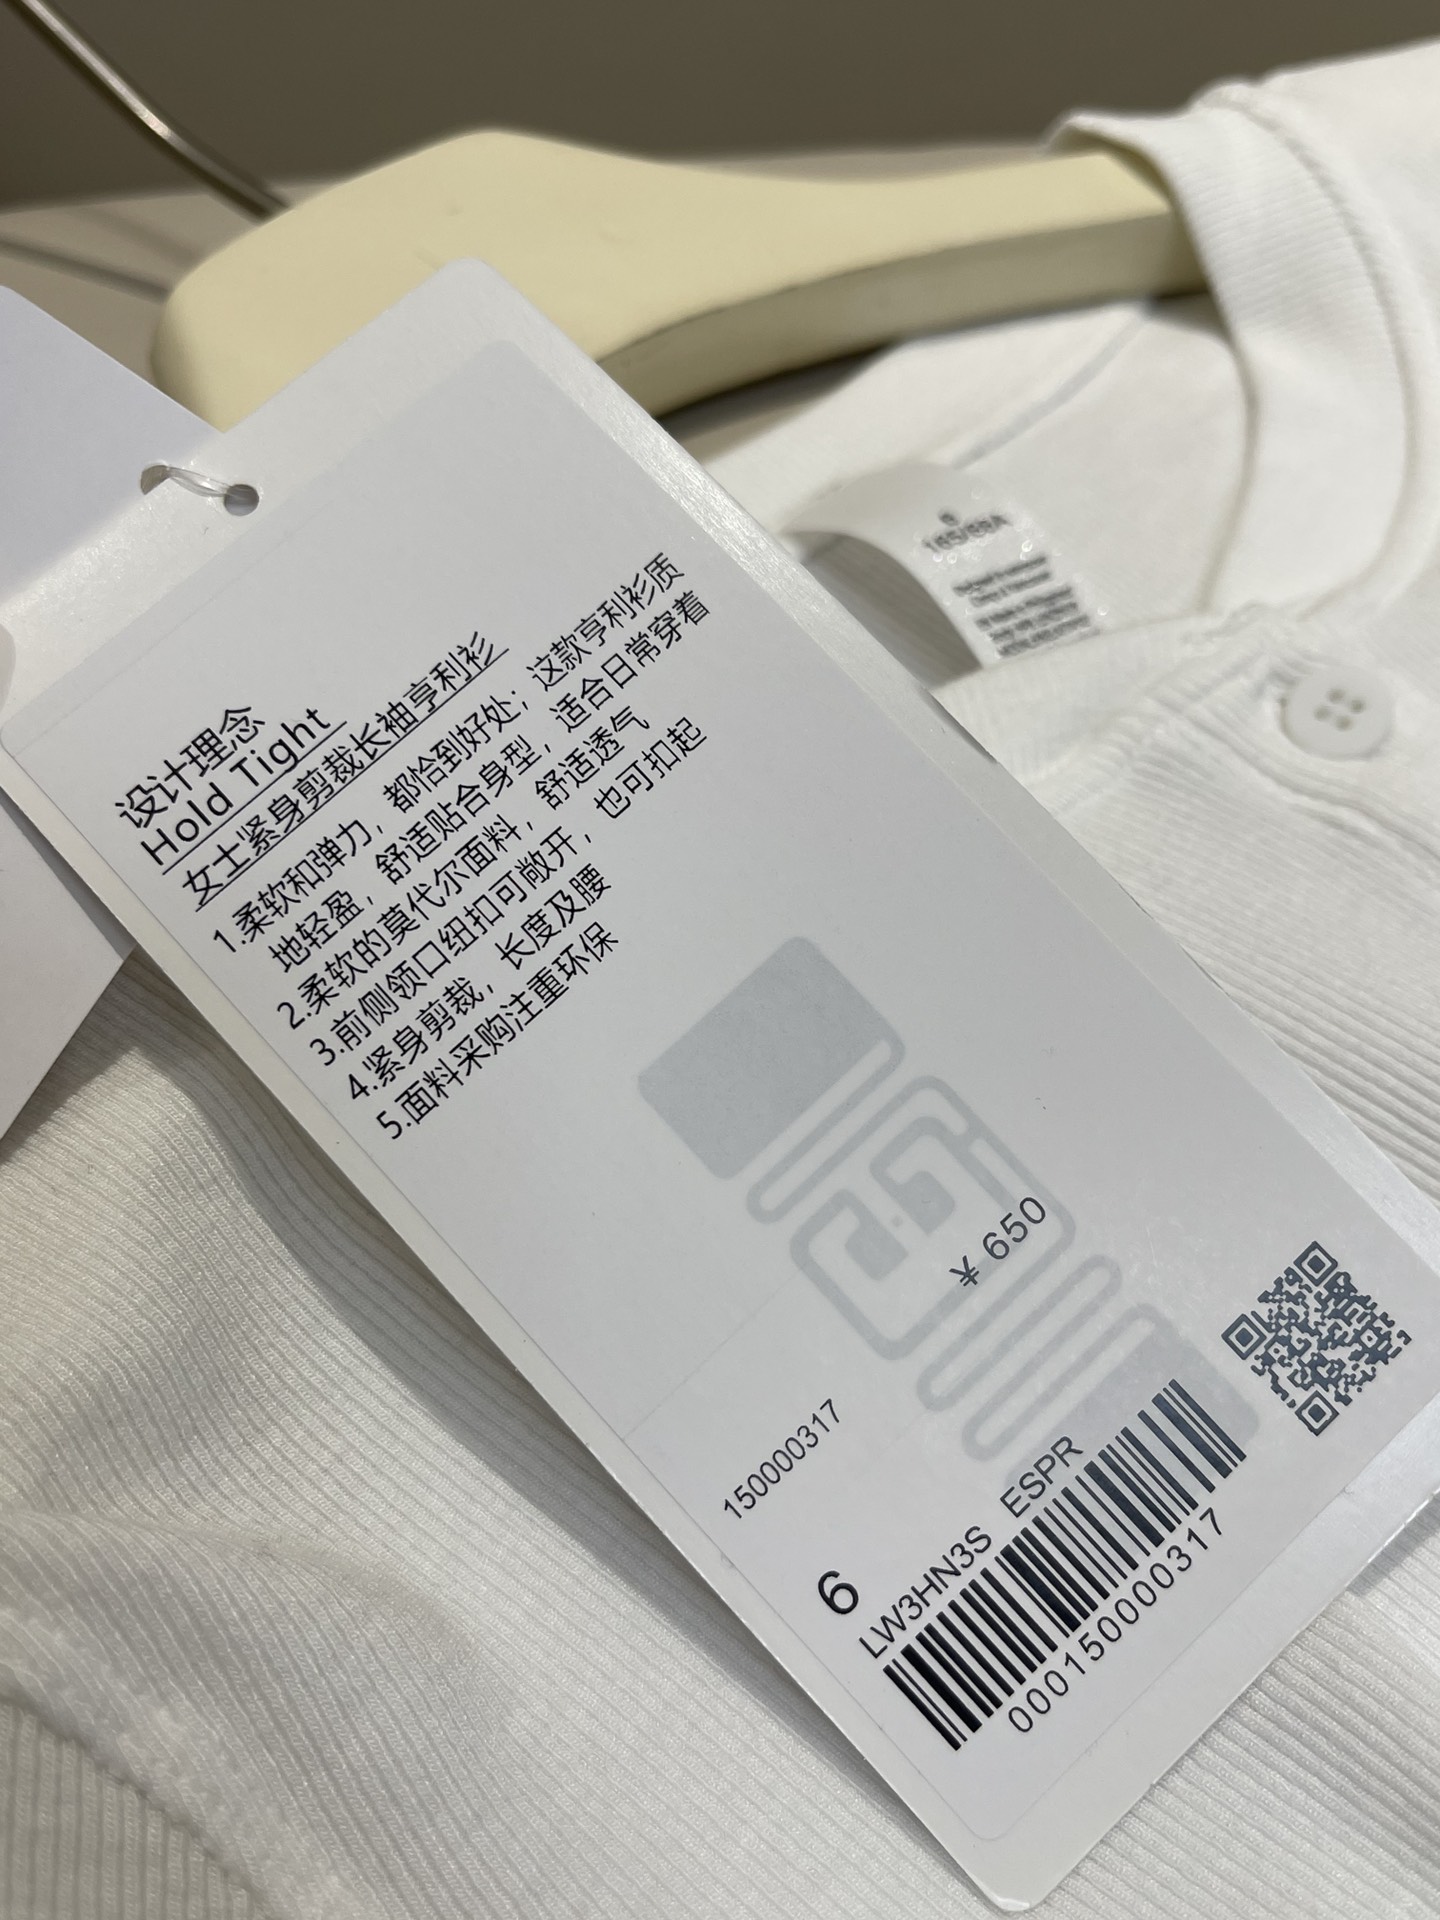 设计理念
Hold Tight
女士紧身剪裁长袖亨利衫
1.柔软和弹力，都恰到好处；这款亨利衫质
地轻盈，舒适贴合身型，适合日常穿着
2.柔软的莫代尔面料，舒适透气
3.前侧领口纽扣可敞开，也可扣起
4.紧身剪裁，长度及腰
5.面料采购注重环保
¥ 650
150000317
6
LW3HN3S ESPR
000150000317
6
165/88A